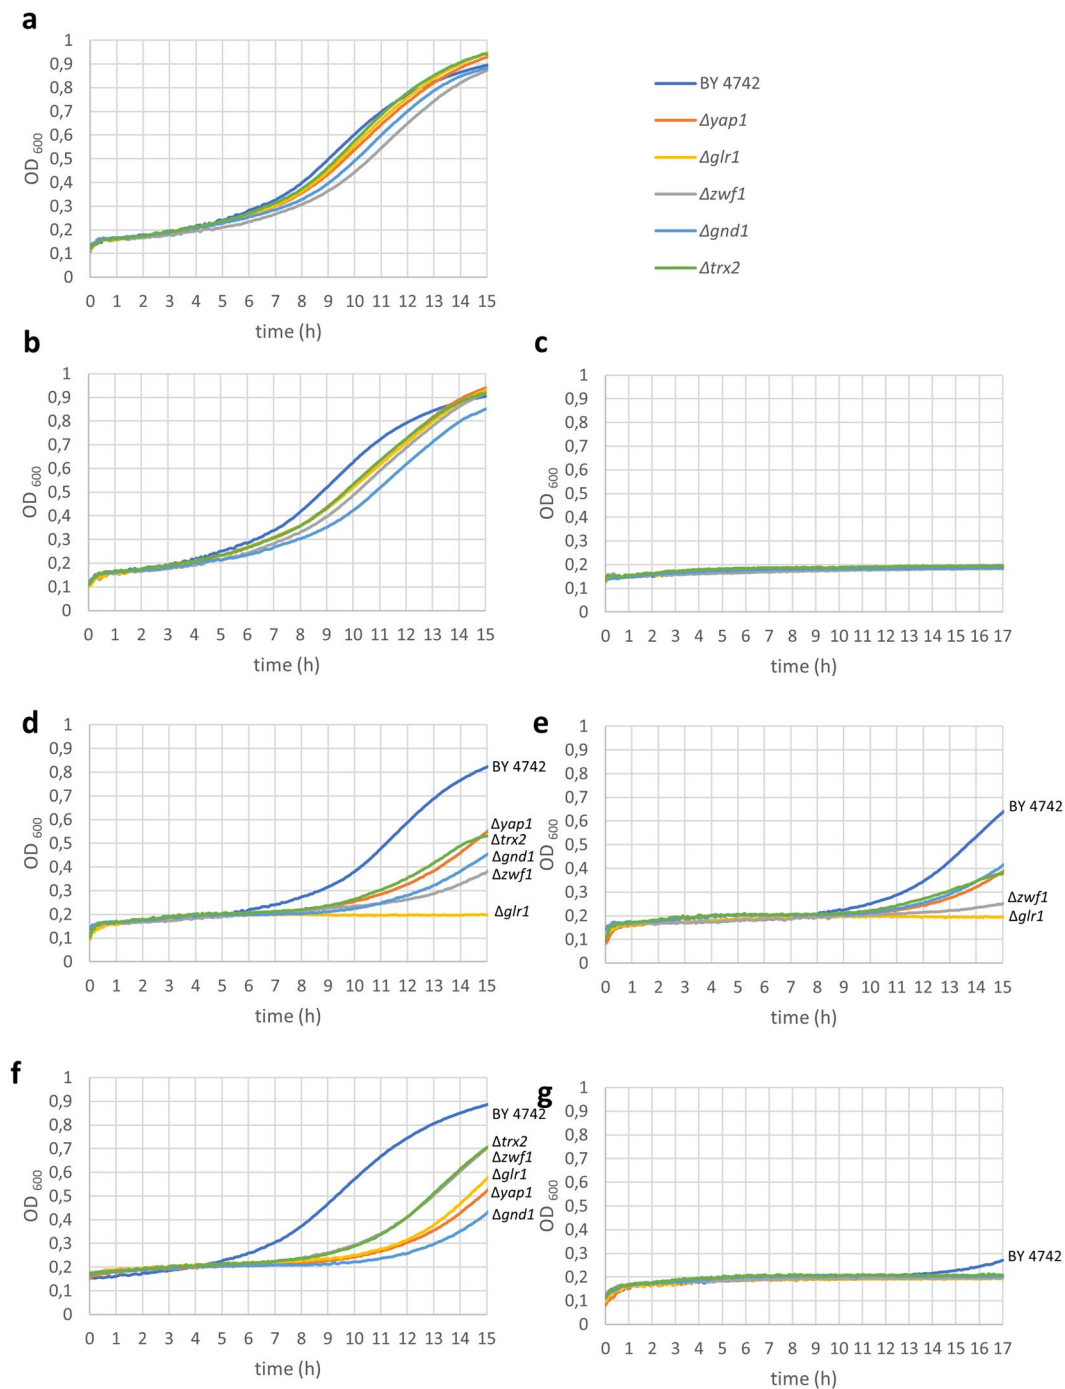 a
1
0,9
0,8
0,7
0,6
0,5
0,4
0,3
0,2
0,1
0
OD 600
0 1 2 3 4 5 6 7 8 9 10 11 12 13 14 15
time (h)
BY 4742
Δyap1
Δglr1
Δzwf1
Δgnd1
Δtrx2
b
1
0,9
0,8
0,7
0,6
0,5
0,4
0,3
0,2
0,1
0
OD 600
0 1 2 3 4 5 6 7 8 9 10 11 12 13 14 15
time (h)
c
1
0,9
0,8
0,7
0,6
0,5
0,4
0,3
0,2
0,1
0
OD 600
0 1 2 3 4 5 6 7 8 9 10 11 12 13 14 15 16 17
time (h)
d
1
0,9
0,8
0,7
0,6
0,5
0,4
0,3
0,2
0,1
0
OD 600
0 1 2 3 4 5 6 7 8 9 10 11 12 13 14 15
time (h)
BY 4742
Δyap1
Δtrx2
Δgnd1
Δzwf1
Δglr1
e
1
0,9
0,8
0,7
0,6
0,5
0,4
0,3
0,2
0,1
0
OD 600
0 1 2 3 4 5 6 7 8 9 10 11 12 13 14 15
time (h)
BY 4742
Δzwf1
Δglr1
f
1
0,9
0,8
0,7
0,6
0,5
0,4
0,3
0,2
0,1
0
OD 600
0 1 2 3 4 5 6 7 8 9 10 11 12 13 14 15
time (h)
BY 4742
Δtrx2
Δzwf1
Δglr1
Δyap1
Δgnd1
g
1
0,9
0,8
0,7
0,6
0,5
0,4
0,3
0,2
0,1
0
OD 600
0 1 2 3 4 5 6 7 8 9 10 11 12 13 14 15 16 17
time (h)
BY 4742